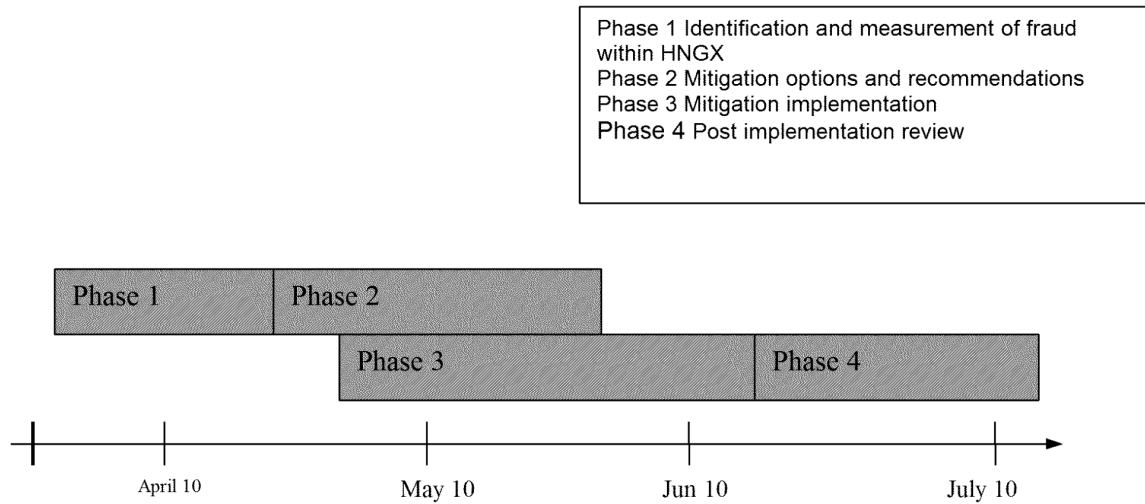 Phase 1 Identification and measurement of fraud
within HNGX
Phase 2 Mitigation options and recommendations
Phase 3 Mitigation implementation
Phase 4 Post implementation review
Phase 1
Phase 2
Phase 3
Phase 4
April 10
May 10
Jun 10
July 10